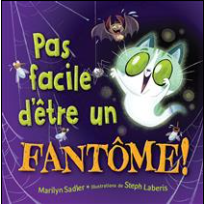 Pas
facile
d'être un
FANTÔME!
Marilyn Sadler • Illustrations de Steph Laberis